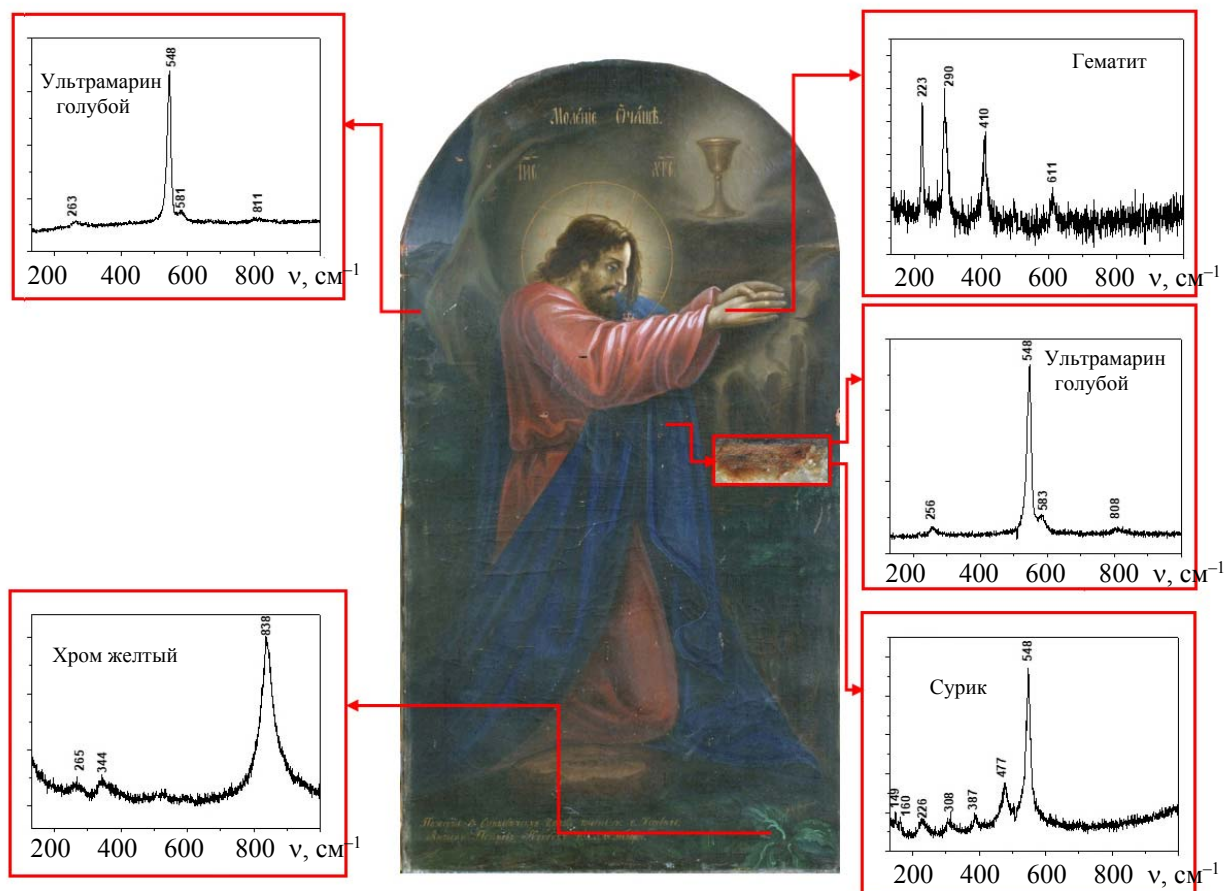 Ультрамарин
голубой
548
263
581
811
200 400 600 800 ν, см⁻¹
Гематит
223
290
410
611
200 400 600 800 ν, см⁻¹
Моленіе
Ультрамарин
голубой
548
256
583
808
200 400 600 800 ν, см⁻¹
Хром желтый
838
265
344
200 400 600 800 ν, см⁻¹
Сурик
548
149
160
226
308
387
477
200 400 600 800 ν, см⁻¹